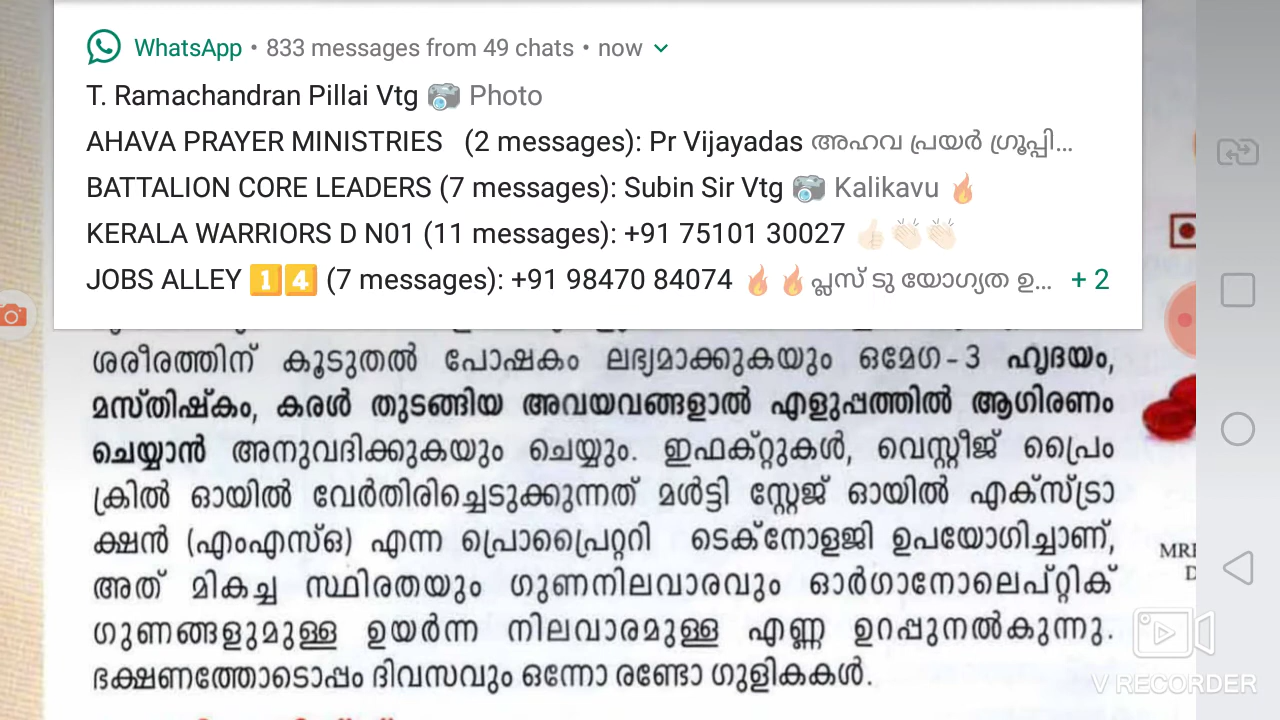 WhatsApp • 833 messages from 49 chats • now
T. Ramachandran Pillai Vtg 📷 Photo
AHAVA PRAYER MINISTRIES (2 messages): Pr Vijayadas അഹവ പ്രയർ ഗ്രൂപ്പി...
BATTALION CORE LEADERS (7 messages): Subin Sir Vtg 📷 Kalikavu 🔥
KERALA WARRIORS D N01 (11 messages): +91 75101 30027 👍🏻👏🏻👏🏻
JOBS ALLEY 1️⃣4️⃣ (7 messages): +91 98470 84074 🔥🔥പ്ലസ് ടു യോഗ്യത ഉ... + 2
ശരീരത്തിന് കൂടുതൽ പോഷകം ലഭ്യമാക്കുകയും ഒമേഗ-3 ഹൃദയം,
മസ്തിഷ്കം, കരൾ തുടങ്ങിയ അവയവങ്ങളാൽ എളുപ്പത്തിൽ ആഗിരണം
ചെയ്യാൻ അനുവദിക്കുകയും ചെയ്യും. ഇഫക്റ്റുകൾ, വെസ്റ്റീജ് പ്രൈം
ക്രിൽ ഓയിൽ വേർതിരിച്ചെടുക്കുന്നത് മൾട്ടി സ്റ്റേജ് ഓയിൽ എക്സ്ട്രാ
ക്ഷൻ (എംഎസ്ഒ) എന്ന പ്രൊപ്രൈറ്ററി ടെക്നോളജി ഉപയോഗിച്ചാണ്,
അത് മികച്ച സ്ഥിരതയും ഗുണനിലവാരവും ഓർഗാനോലെപ്റ്റിക്
ഗുണങ്ങളുമുള്ള ഉയർന്ന നിലവാരമുള്ള എണ്ണ ഉറപ്പുനൽകുന്നു.
ഭക്ഷണത്തോടൊപ്പം ദിവസവും ഒന്നോ രണ്ടോ ഗുളികകൾ.
V RECORDER